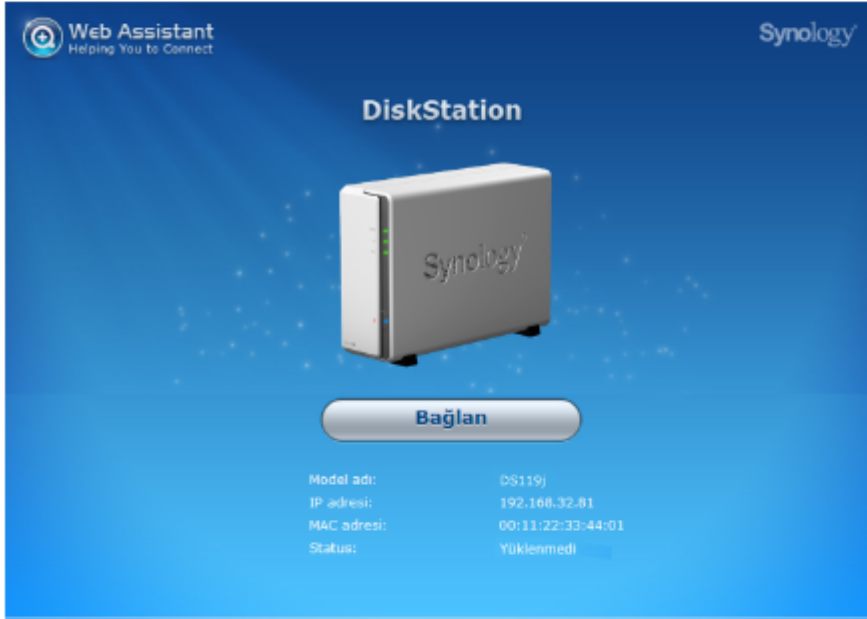 Web Assistant
Helping You to Connect
Synology
DiskStation
Synology
Bağlan
Model adı: DS119j
IP adresi: 192.168.32.81
MAC adresi: 00:11:22:33:44:01
Status: Yüklenmedi